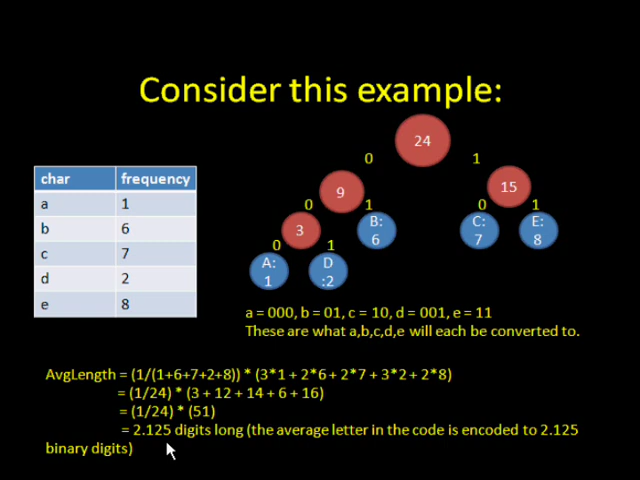 Consider this example:
24
0 1
char frequency
a 1
b 6
c 7
d 2
e 8
9 15
0 1 0 1
3
B:
6
C:
7
E:
8
0 1
A:
1
D
:2
a = 000, b = 01, c = 10, d = 001, e = 11
These are what a,b,c,d,e will each be converted to.
AvgLength = (1/(1+6+7+2+8)) * (3*1 + 2*6 + 2*7 + 3*2 + 2*8)
= (1/24) * (3 + 12 + 14 + 6 + 16)
= (1/24) * (51)
= 2.125 digits long (the average letter in the code is encoded to 2.125
binary digits)